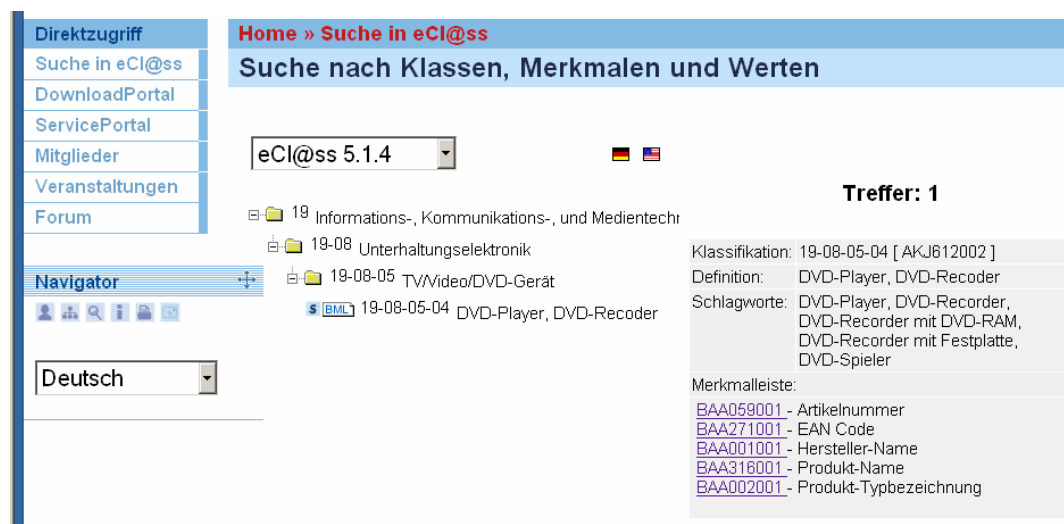 Direktzugriff
Suche in eCl@ss
DownloadPortal
ServicePortal
Mitglieder
Veranstaltungen
Forum
Navigator
Deutsch
Home » Suche in eCl@ss
Suche nach Klassen, Merkmalen und Werten
eCl@ss 5.1.4
19 Informations-, Kommunikations-, und Medientechr
19-08 Unterhaltungselektronik
19-08-05 TV/Video/DVD-Gerät
S BML 19-08-05-04 DVD-Player, DVD-Recoder
Treffer: 1
Klassifikation: 19-08-05-04 [ AKJ612002 ]
Definition: DVD-Player, DVD-Recoder
Schlagworte: DVD-Player, DVD-Recorder,
DVD-Recorder mit DVD-RAM,
DVD-Recorder mit Festplatte,
DVD-Spieler
Merkmalleiste:
BAA059001 - Artikelnummer
BAA271001 - EAN Code
BAA001001 - Hersteller-Name
BAA316001 - Produkt-Name
BAA002001 - Produkt-Typbezeichnung